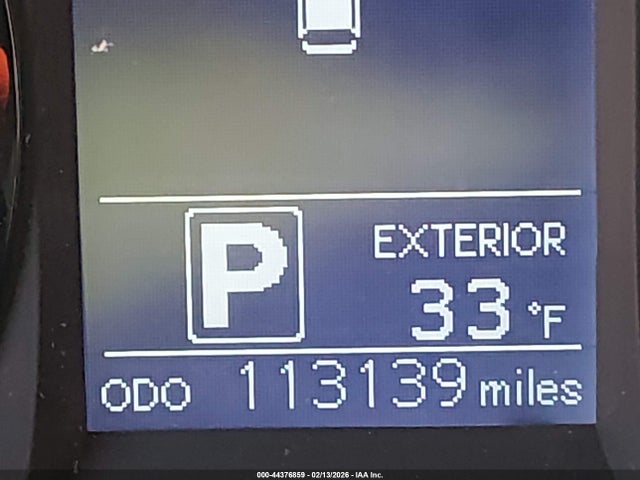 EXTERIOR
P
33 °F
ODO 113139 miles
000-44376859 - 02/13/2026 - IAA Inc.